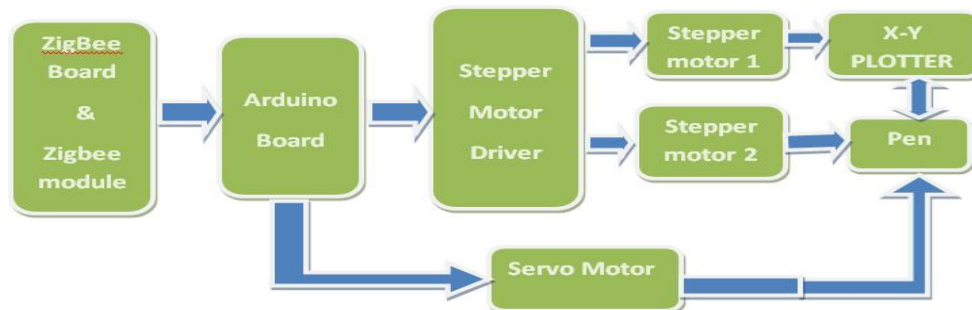 ZigBee
Board
&
Zigbee
module
Arduino
Board
Stepper
Motor
Driver
Stepper
motor 1
X-Y
PLOTTER
Stepper
motor 2
Pen
Servo Motor